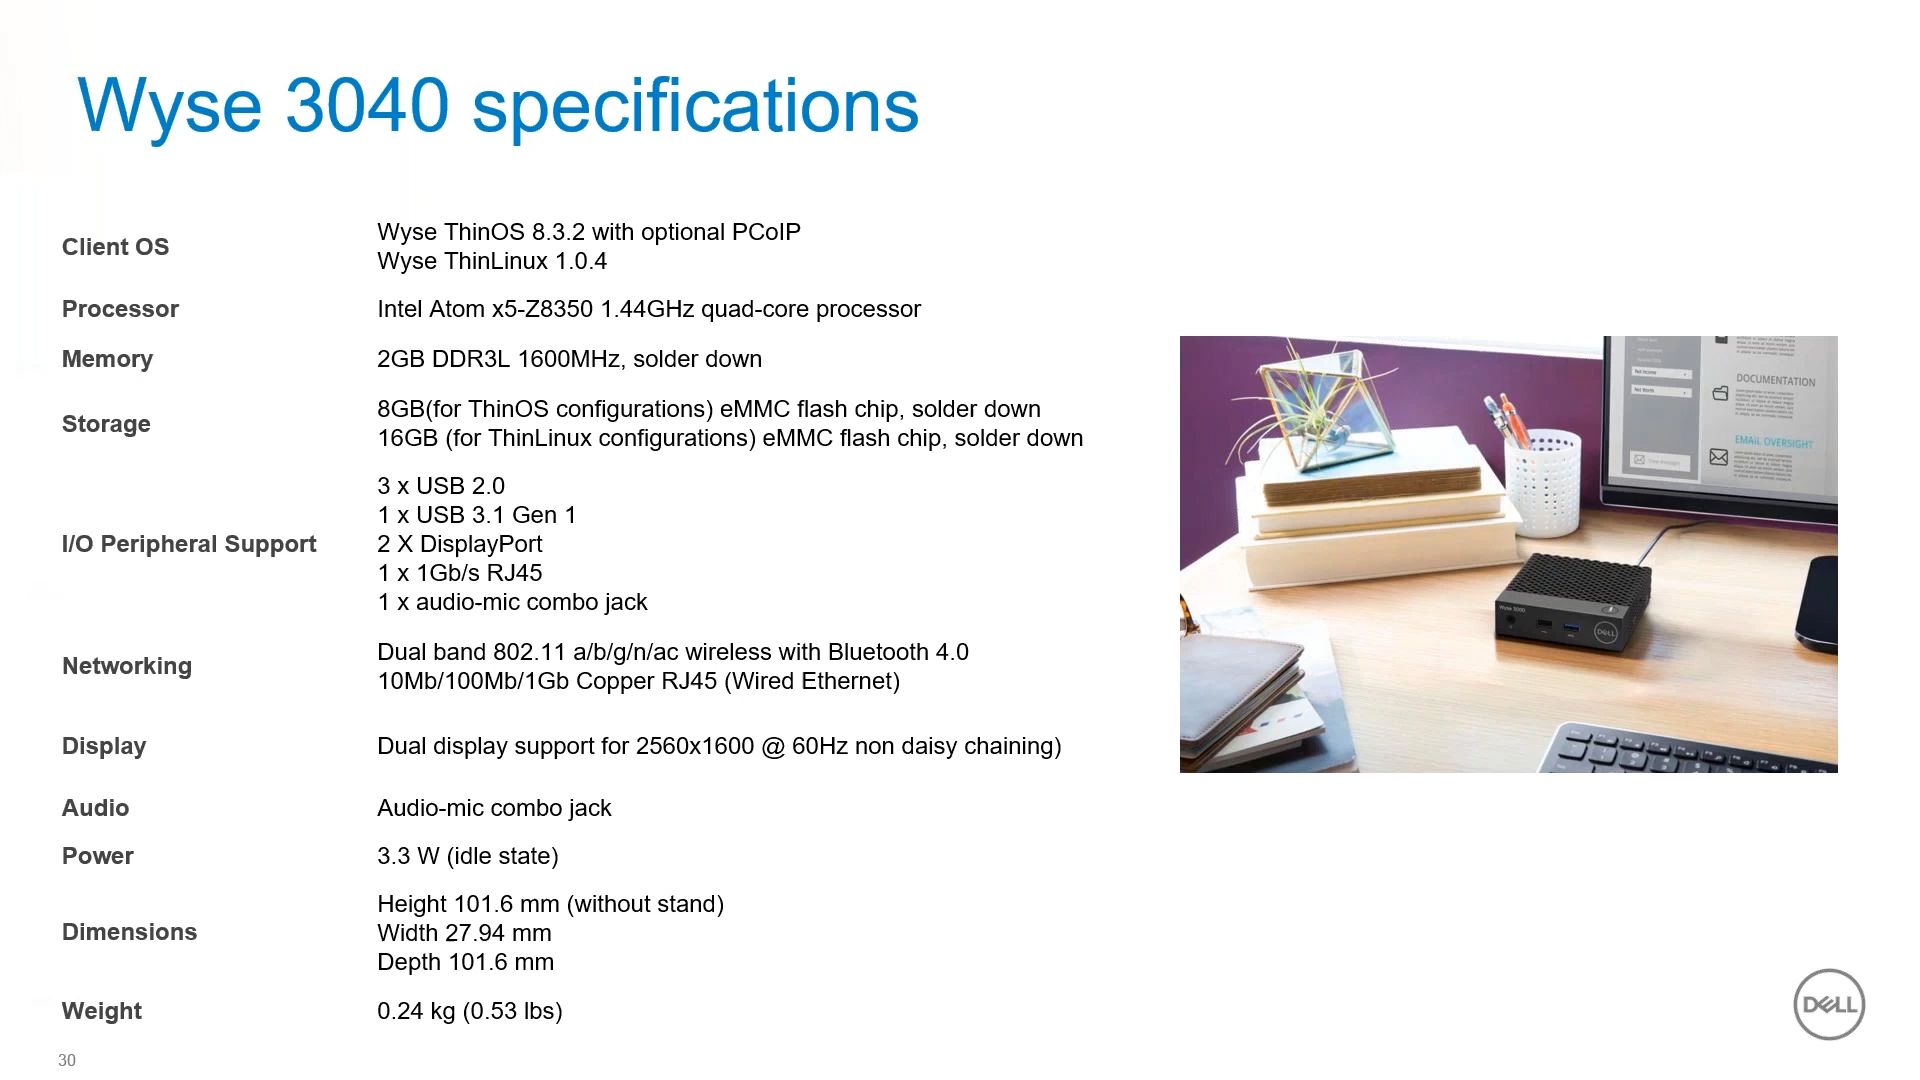 Wyse 3040 specifications
Client OS
Wyse ThinOS 8.3.2 with optional PCoIP
Wyse ThinLinux 1.0.4
Processor
Intel Atom x5-Z8350 1.44GHz quad-core processor
Memory
2GB DDR3L 1600MHz, solder down
Storage
8GB(for ThinOS configurations) eMMC flash chip, solder down
16GB (for ThinLinux configurations) eMMC flash chip, solder down
I/O Peripheral Support
3 x USB 2.0
1 x USB 3.1 Gen 1
2 X DisplayPort
1 x 1Gb/s RJ45
1 x audio-mic combo jack
Networking
Dual band 802.11 a/b/g/n/ac wireless with Bluetooth 4.0
10Mb/100Mb/1Gb Copper RJ45 (Wired Ethernet)
Display
Dual display support for 2560x1600 @ 60Hz non daisy chaining)
Audio
Audio-mic combo jack
Power
3.3 W (idle state)
Dimensions
Height 101.6 mm (without stand)
Width 27.94 mm
Depth 101.6 mm
Weight
0.24 kg (0.53 lbs)
30
Net Income
Net Worth
DOCUMENTATION
EMAIL OVERSIGHT
DELL
DELL